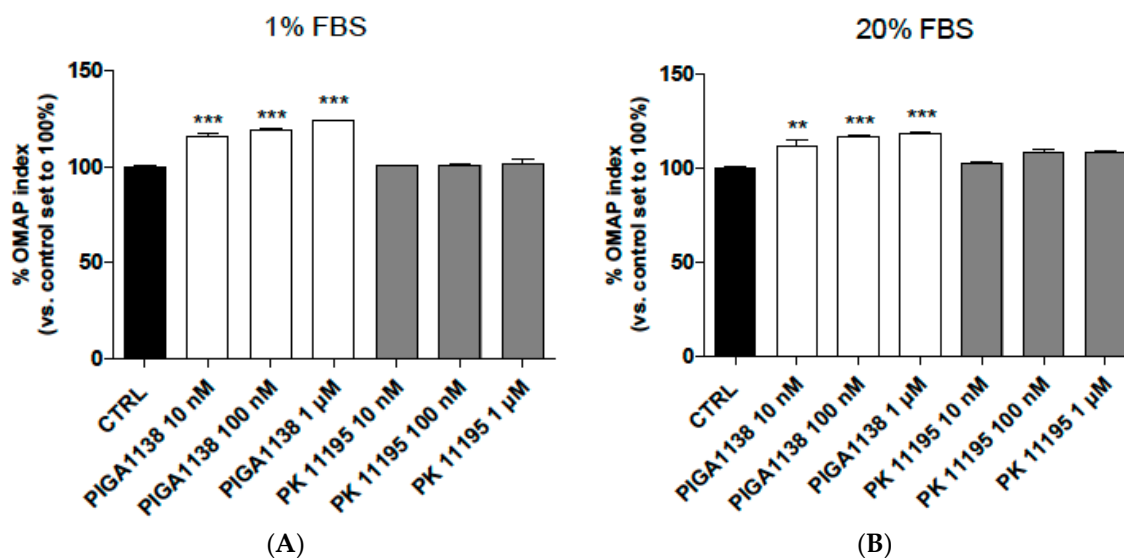 1% FBS
% OMAP index
(vs. control set to 100%)
150
100
50
0
***
***
***
CTRL
PIGA1138 10 nM
PIGA1138 100 nM
PIGA1138 1 µM
PK 11195 10 nM
PK 11195 100 nM
PK 11195 1 µM
(A)
20% FBS
% OMAP index
(vs. control set to 100%)
150
100
50
0
**
***
***
CTRL
PIGA1138 10 nM
PIGA1138 100 nM
PIGA1138 1 µM
PK 11195 10 nM
PK 11195 100 nM
PK 11195 1 µM
(B)